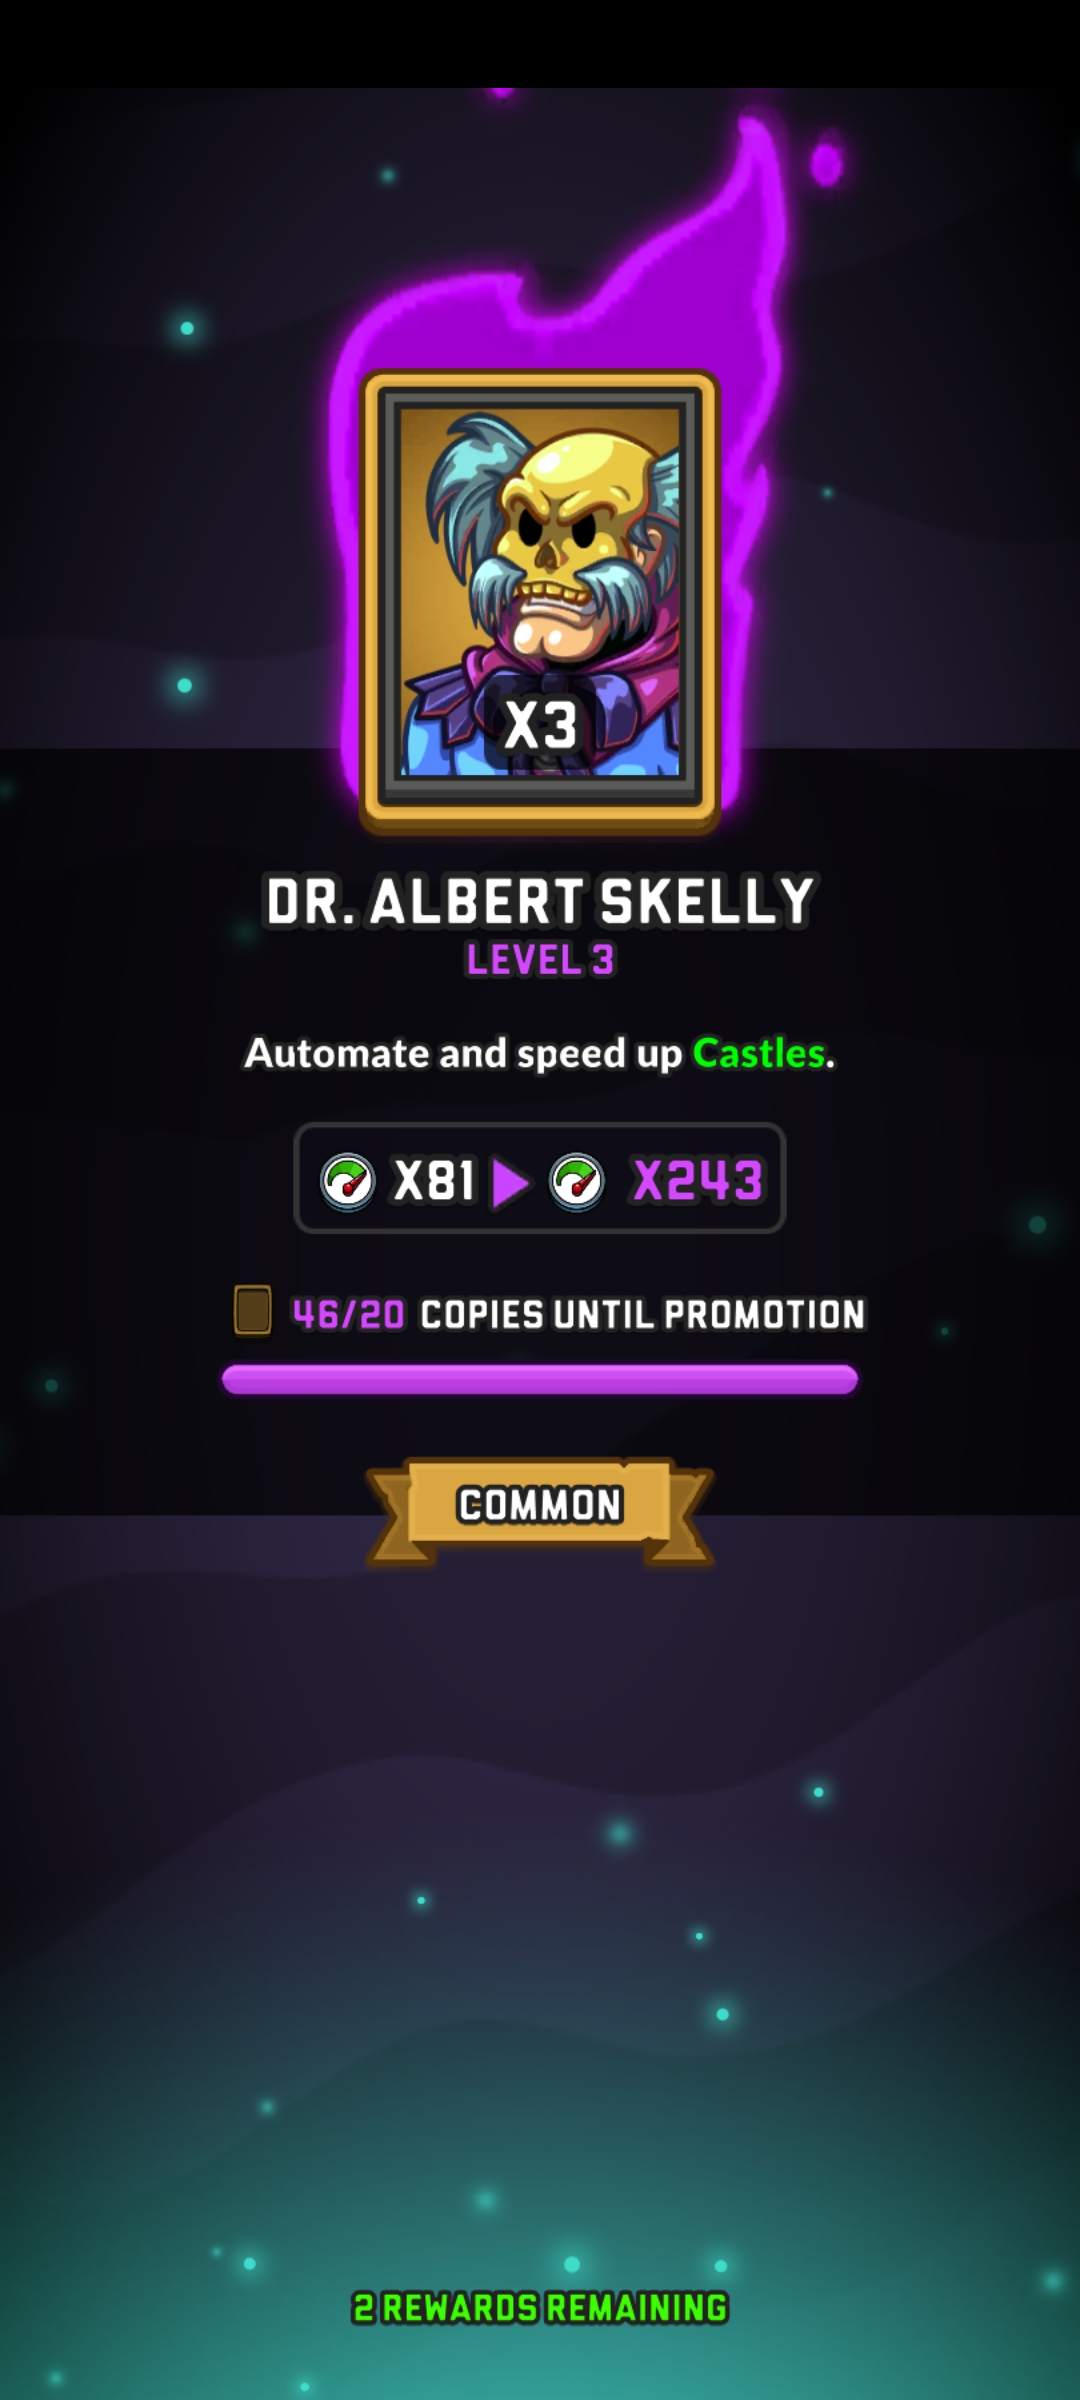 X3
DR. ALBERT SKELLY
LEVEL 3
Automate and speed up Castles.
X81 X243
46/20 COPIES UNTIL PROMOTION
COMMON
2 REWARDS REMAINING